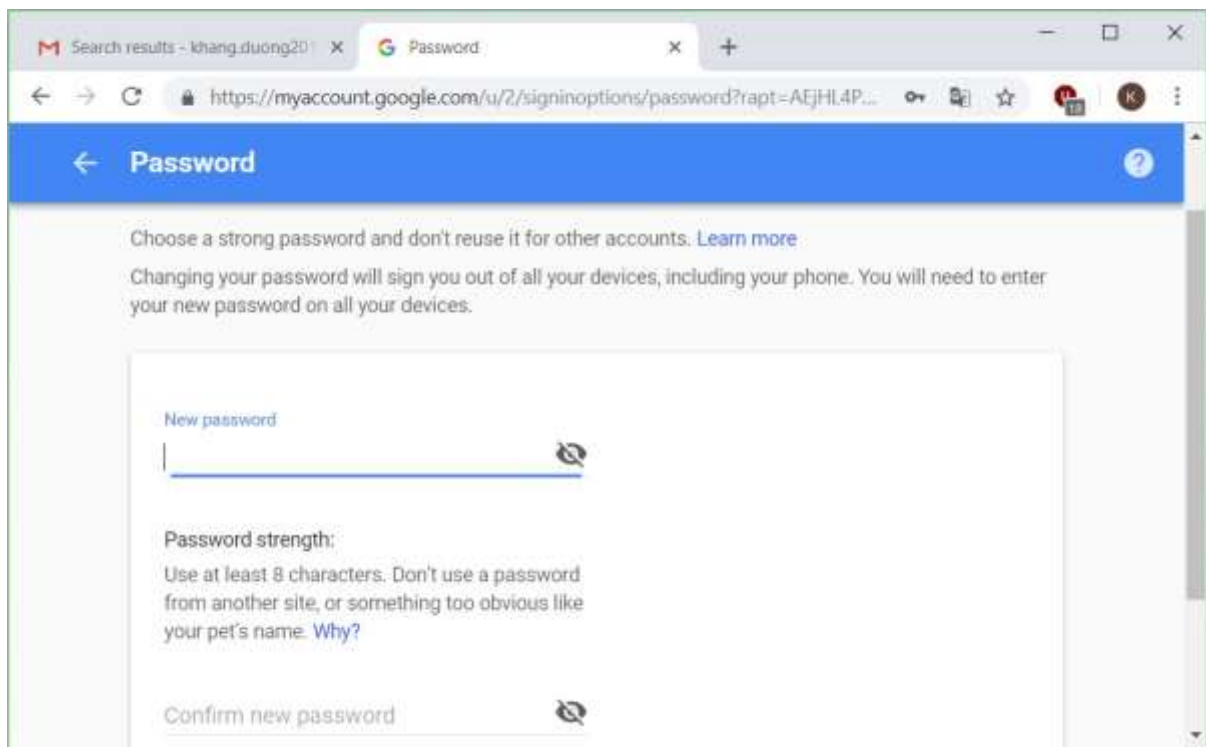 Search results - khang.duong201
Password
https://myaccount.google.com/u/2/signinoptions/password?rapt=AEjHL4P...
K
Password
Choose a strong password and don't reuse it for other accounts. Learn more
Changing your password will sign you out of all your devices, including your phone. You will need to enter
your new password on all your devices.
New password
Password strength:
Use at least 8 characters. Don't use a password
from another site, or something too obvious like
your pet's name. Why?
Confirm new password